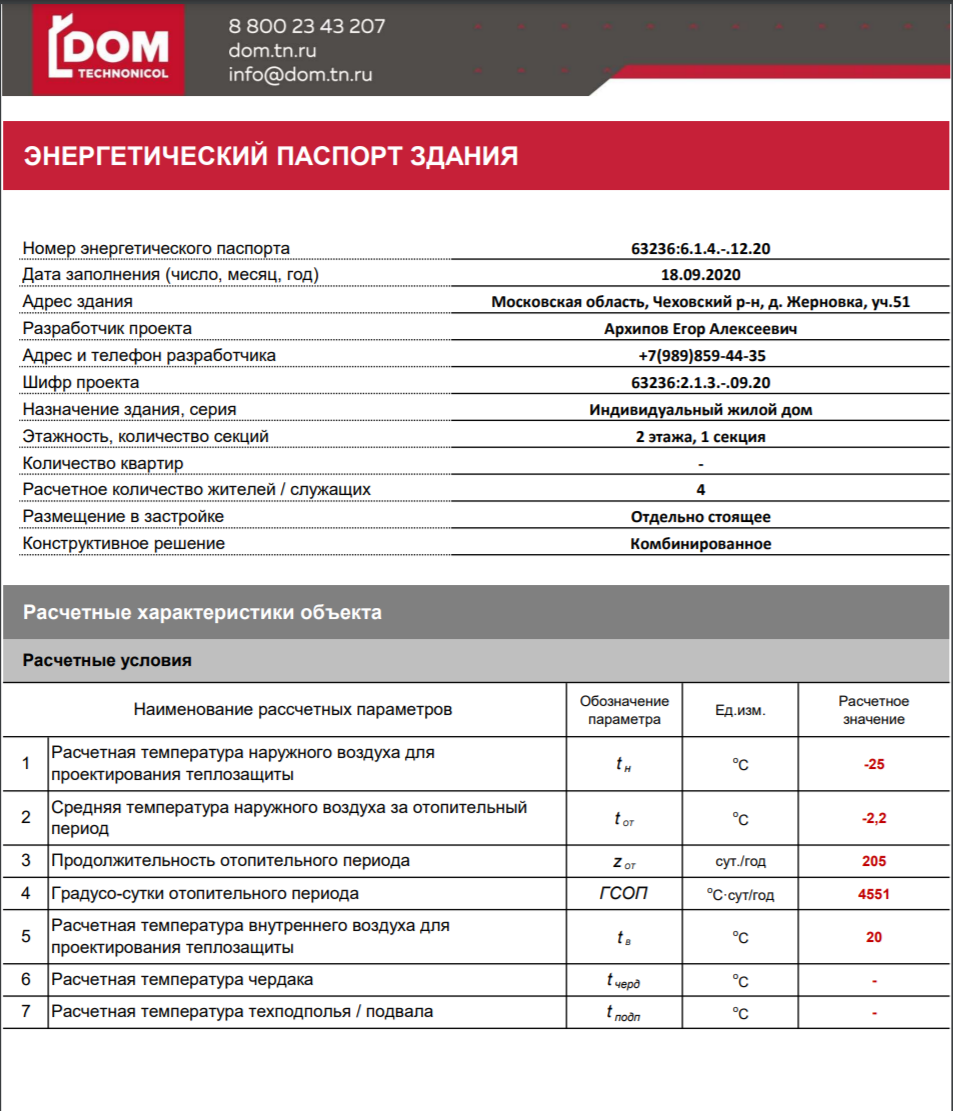 DOM
TECHNONICOL
8 800 23 43 207
dom.tn.ru
info@dom.tn.ru
ЭНЕРГЕТИЧЕСКИЙ ПАСПОРТ ЗДАНИЯ
Номер энергетического паспорта 63236:6.1.4.-.12.20
Дата заполнения (число, месяц, год) 18.09.2020
Адрес здания Московская область, Чеховский р-н, д. Жерновка, уч.51
Разработчик проекта Архипов Егор Алексеевич
Адрес и телефон разработчика +7(989)859-44-35
Шифр проекта 63236:2.1.3.-.09.20
Назначение здания, серия Индивидуальный жилой дом
Этажность, количество секций 2 этажа, 1 секция
Количество квартир -
Расчетное количество жителей / служащих 4
Размещение в застройке Отдельно стоящее
Конструктивное решение Комбинированное
Расчетные характеристики объекта
Расчетные условия
Наименование рассчетных параметров Обозначение параметра Ед.изм. Расчетное значение
1 Расчетная температура наружного воздуха для
проектирования теплозащиты t н °C -25
2 Средняя температура наружного воздуха за отопительный
период t от °C -2,2
3 Продолжительность отопительного периода z от сут./год 205
4 Градусо-сутки отопительного периода ГСОП °C·сут/год 4551
5 Расчетная температура внутреннего воздуха для
проектирования теплозащиты t в °C 20
6 Расчетная температура чердака t черд °C -
7 Расчетная температура техподполья / подвала t подп °C -